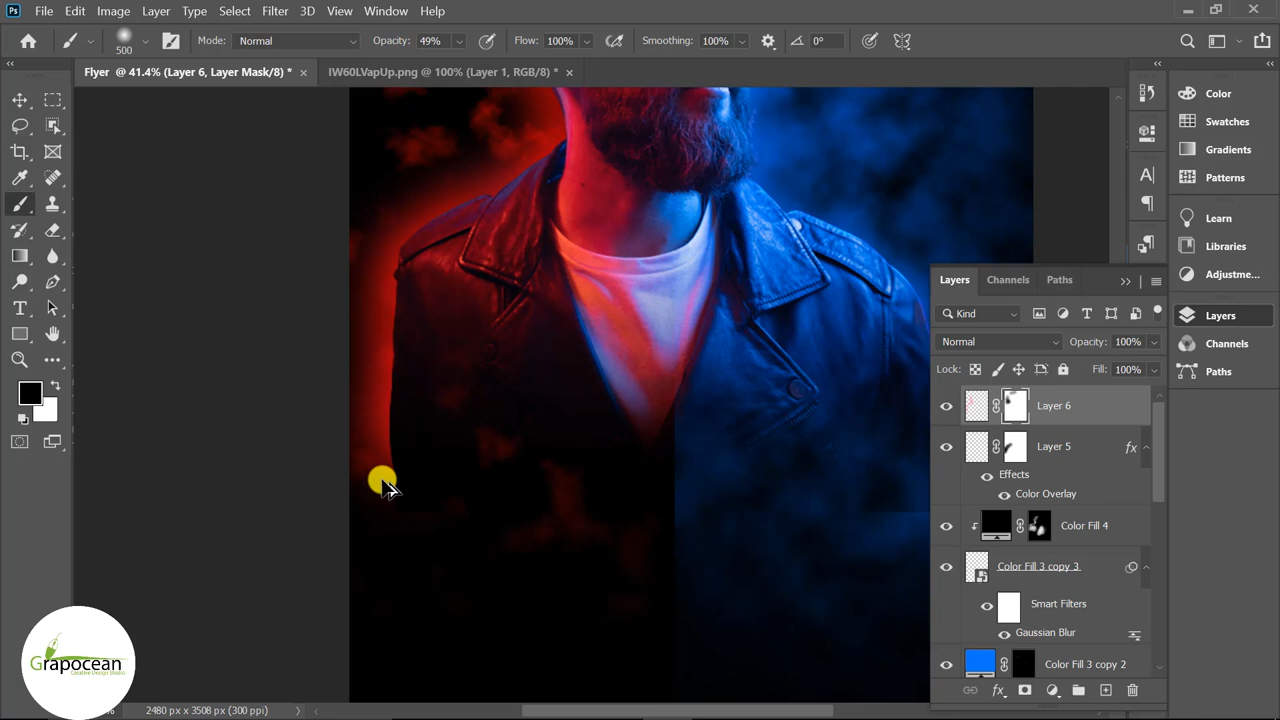 Ps File Edit Image Layer Type Select Filter 3D View Window Help
500 Mode: Normal Opacity: 49% Flow: 100% Smoothing: 100% 0°
Flyer @ 41.4% (Layer 6, Layer Mask/8) * IW60LVapUp.png @ 100% (Layer 1, RGB/8) *
Color
Swatches
Gradients
Patterns
Learn
Libraries
Adjustme...
Layers
Channels
Paths
Layers Channels Paths
Kind
Normal Opacity: 100%
Lock: Fill: 100%
Layer 6
Layer 5 fx
Effects
Color Overlay
Color Fill 4
Color Fill 3 copy 3
Smart Filters
Gaussian Blur
Color Fill 3 copy 2
Grapocean
Creative Design Studio
2480 px x 3508 px (300 ppi)